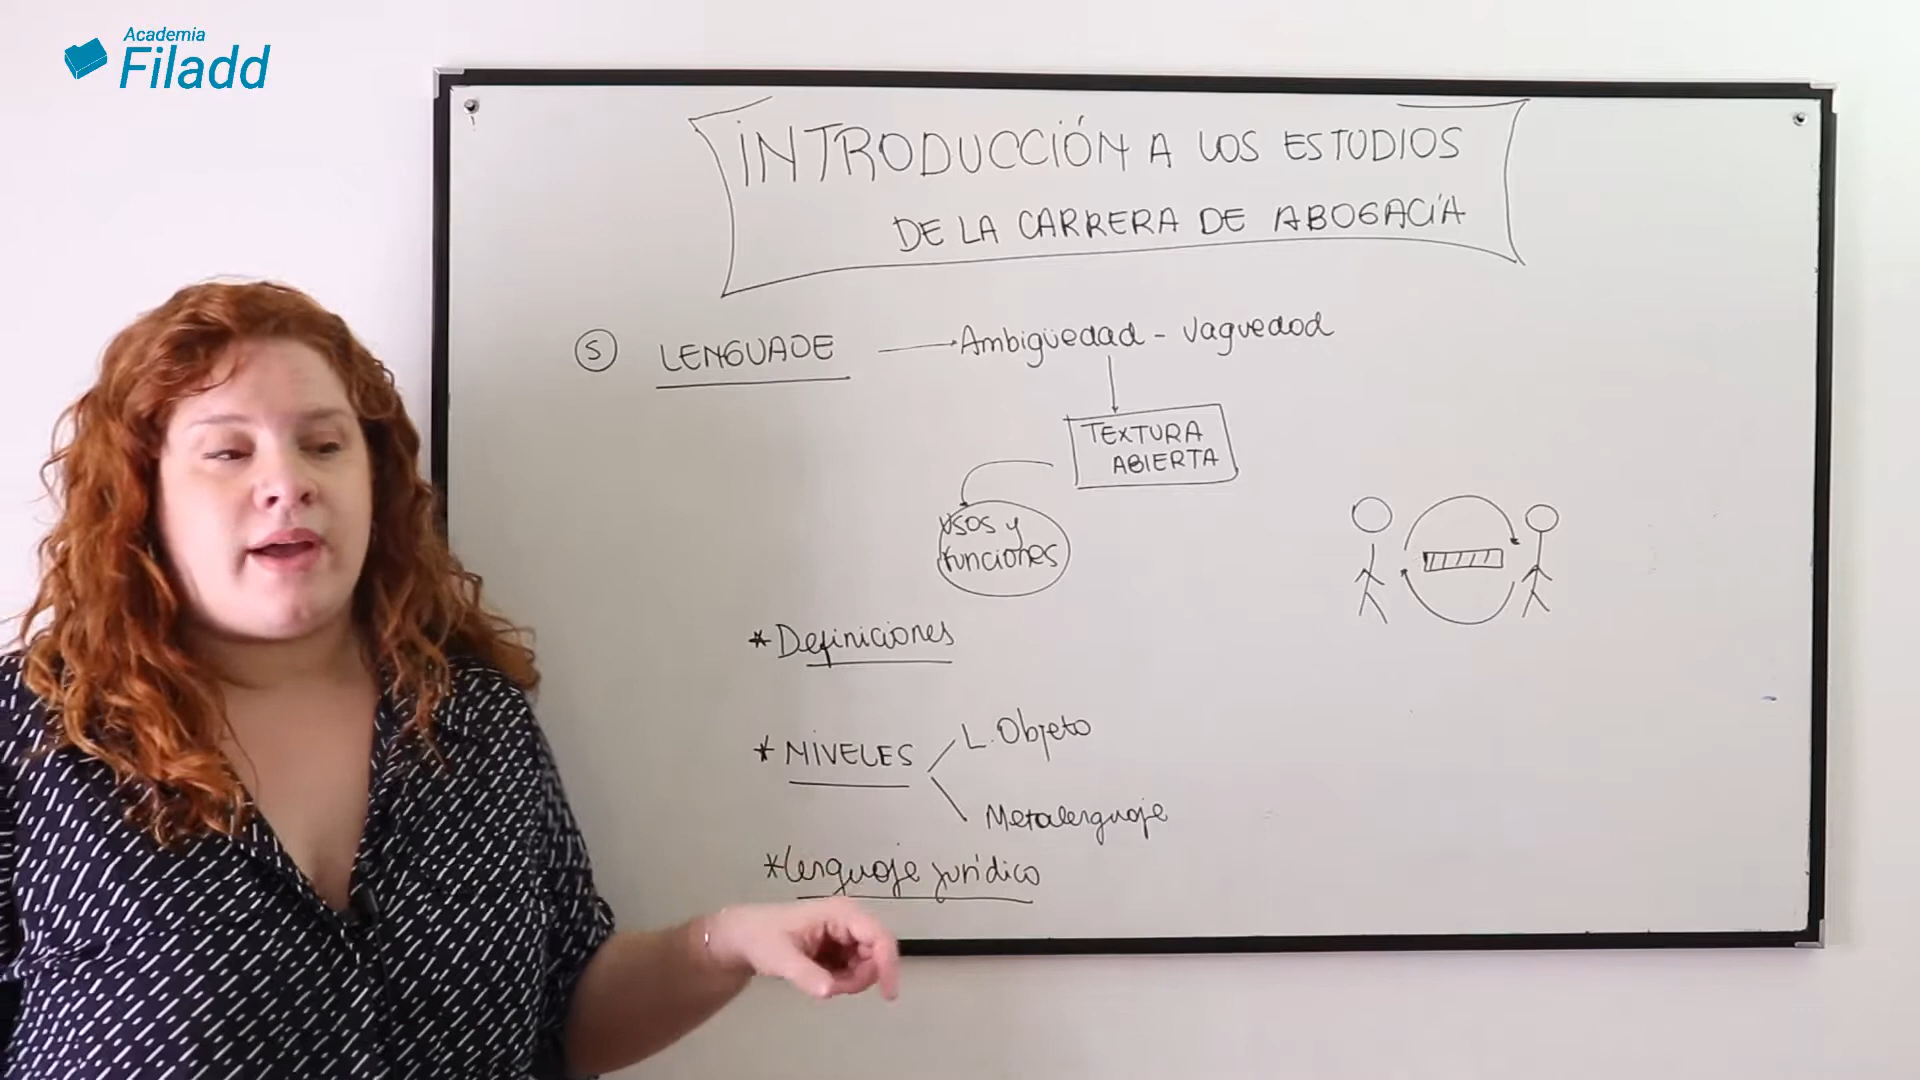 Academia
Filadd
INTRODUCCIÓN A LOS ESTUDIOS
DE LA CARRERA DE ABOGACÍA
5 LENGUAJE → Ambigüedad - Vaguedad
TEXTURA
ABIERTA
Usos y
funciones
* Definiciones
* NIVELES
L. Objeto
Metalenguaje
* Lenguaje jurídico